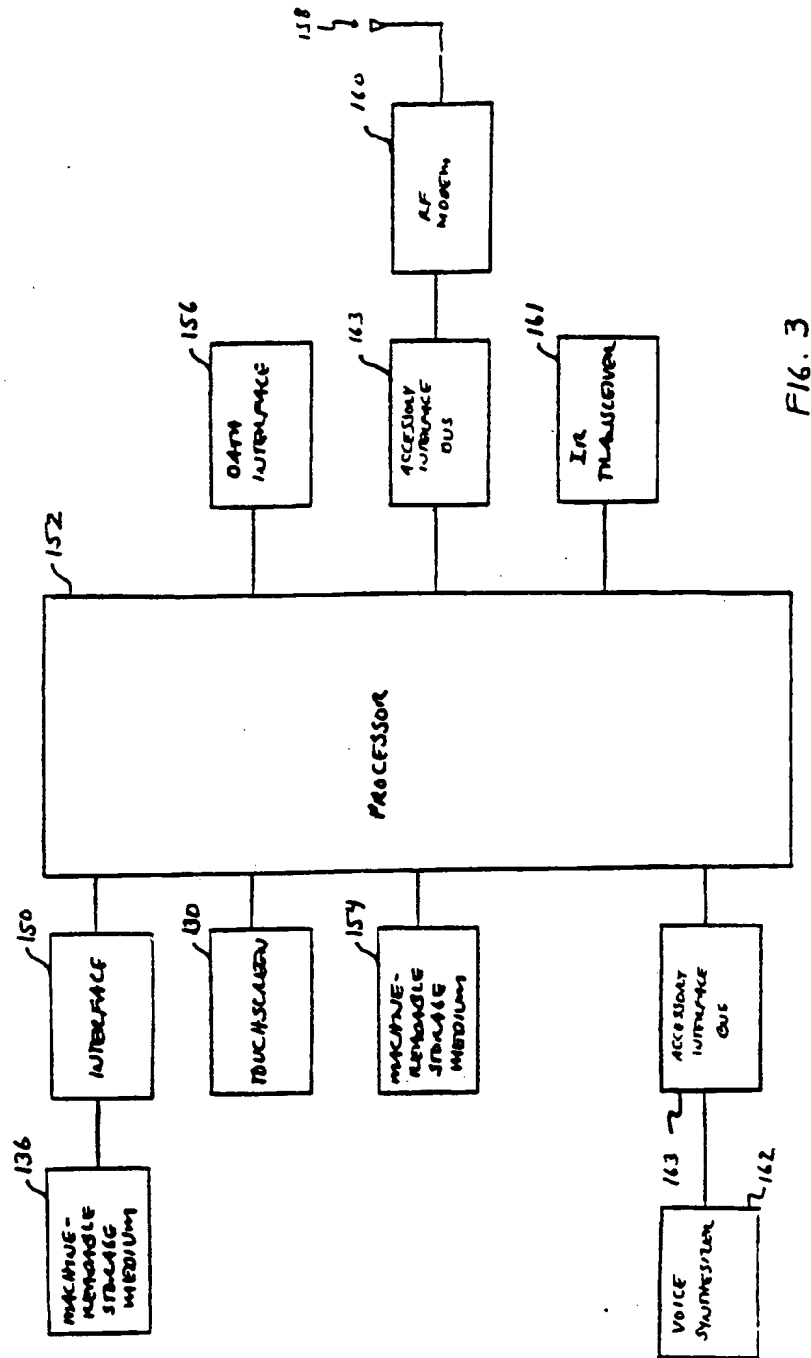 136
MACHINE-
READABLE
STORAGE
MEDIUM
150
INTERFACE
130
TOUCHSCREEN
154
MACHINE-
READABLE
STORAGE
MEDIUM
162
VOICE
SYNTHESIZER
163
ACCESSORY
INTERFACE
BUS
152
PROCESSOR
156
DATA
INTERFACE
163
ACCESSORY
INTERFACE
BUS
160
RF
MODEM
158
161
IR
TRANSCEIVER
FIG. 3